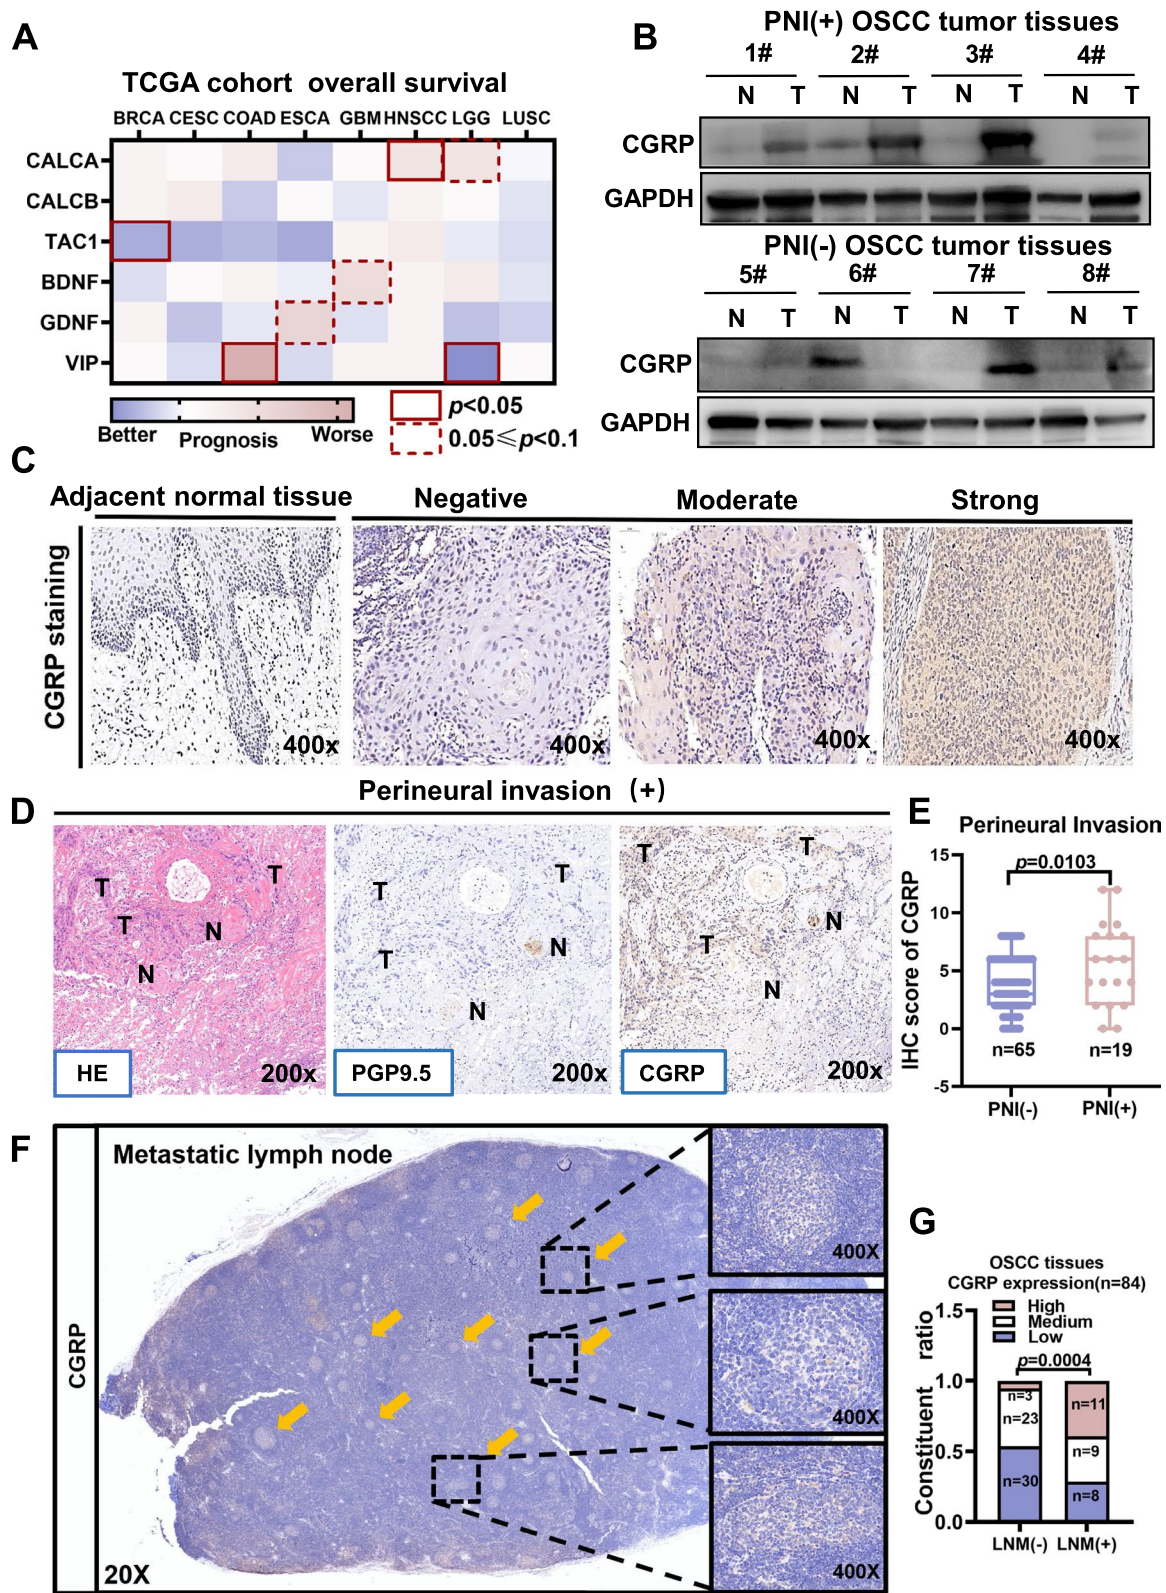 A
TCGA cohort overall survival
BRCA CESC COAD ESCA GBM HNSCC LGG LUSC
CALCA
CALCB
TAC1
BDNF
GDNF
VIP
Better Prognosis Worse
p<0.05
0.05≤p<0.1
B
PNI(+) OSCC tumor tissues
1# 2# 3# 4#
N T N T N T N T
CGRP
GAPDH
PNI(-) OSCC tumor tissues
5# 6# 7# 8#
N T N T N T N T
CGRP
GAPDH
C
Adjacent normal tissue Negative Moderate Strong
CGRP staining
400x 400x 400x 400x
D
Perineural invasion (+)
T T T N N
HE
200x
T T T N N
PGP9.5
200x
T T T N N
CGRP
200x
E
Perineural Invasion
p=0.0103
IHC score of CGRP
15
10
5
0
-5
n=65 n=19
PNI(-) PNI(+)
F
CGRP
Metastatic lymph node
20X
400X
400X
400X
G
OSCC tissues
CGRP expression(n=84)
High
Medium
Low
p=0.0004
Constituent ratio
1.5
1.0
0.5
0.0
n=3
n=23
n=30
n=11
n=9
n=8
LNM(-) LNM(+)